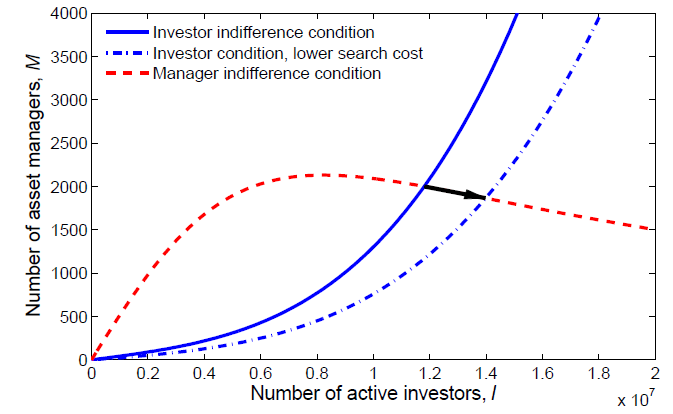 4000
3500
3000
2500
2000
1500
1000
500
0
Number of asset managers, M
Investor indifference condition
Investor condition, lower search cost
Manager indifference condition
0 0.2 0.4 0.6 0.8 1 1.2 1.4 1.6 1.8 2
Number of active investors, I
x 10^7